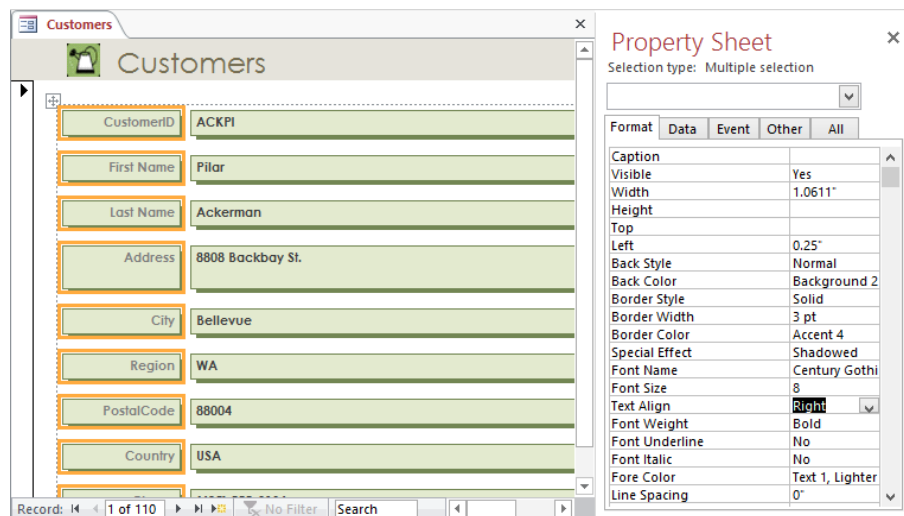 Customers
Customers
CustomerID ACKPI
First Name Pilar
Last Name Ackerman
Address 8808 Backbay St.
City Bellevue
Region WA
PostalCode 88004
Country USA
Record: 1 of 110 No Filter Search
Property Sheet
Selection type: Multiple selection
Format Data Event Other All
Caption
Visible Yes
Width 1.0611"
Height
Top
Left 0.25"
Back Style Normal
Back Color Background 2
Border Style Solid
Border Width 3 pt
Border Color Accent 4
Special Effect Shadowed
Font Name Century Gothi
Font Size 8
Text Align Right
Font Weight Bold
Font Underline No
Font Italic No
Fore Color Text 1, Lighter
Line Spacing 0"